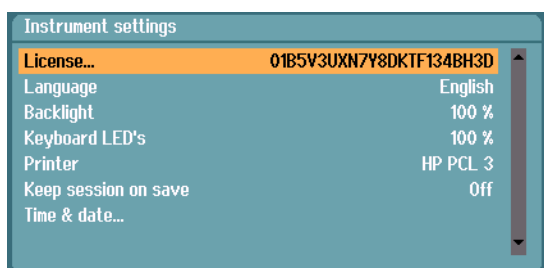 Instrument settings
License... 01B5V3UXN7Y8DKTF134BH3D
Language English
Backlight 100 %
Keyboard LED's 100 %
Printer HP PCL 3
Keep session on save Off
Time & date...